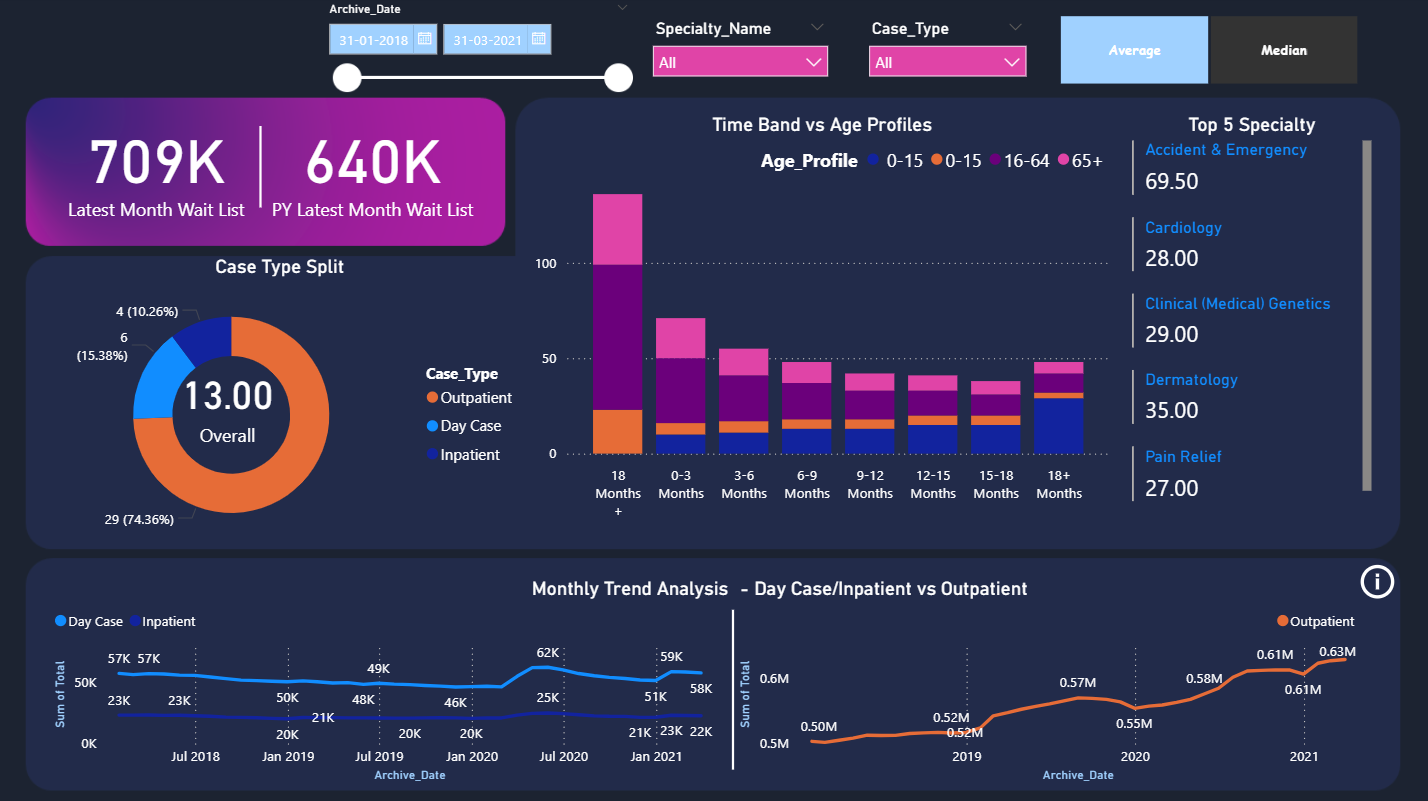 Archive_Date
31-01-2018
31-03-2021
Specialty_Name
All
Case_Type
All
Average
Median
709K
Latest Month Wait List
640K
PY Latest Month Wait List
Case Type Split
4 (10.26%)
6
(15.38%)
13.00
Overall
29 (74.36%)
Case_Type
Outpatient
Day Case
Inpatient
Time Band vs Age Profiles
Age_Profile 0-15 0-15 16-64 65+
100
50
0
18
Months
+
0-3
Months
3-6
Months
6-9
Months
9-12
Months
12-15
Months
15-18
Months
18+
Months
Top 5 Specialty
Accident & Emergency
69.50
Cardiology
28.00
Clinical (Medical) Genetics
29.00
Dermatology
35.00
Pain Relief
27.00
Monthly Trend Analysis - Day Case/Inpatient vs Outpatient
i
Day Case Inpatient
Sum of Total
50K
0K
57K 57K
49K
62K
59K
23K
23K
50K
48K
46K
25K
51K
58K
20K
21K
20K
20K
21K
23K
22K
Jul 2018
Jan 2019
Jul 2019
Jan 2020
Jul 2020
Jan 2021
Archive_Date
Outpatient
Sum of Total
0.6M
0.5M
0.50M
0.52M
0.52M
0.57M
0.55M
0.58M
0.61M
0.61M
0.63M
2019
2020
2021
Archive_Date